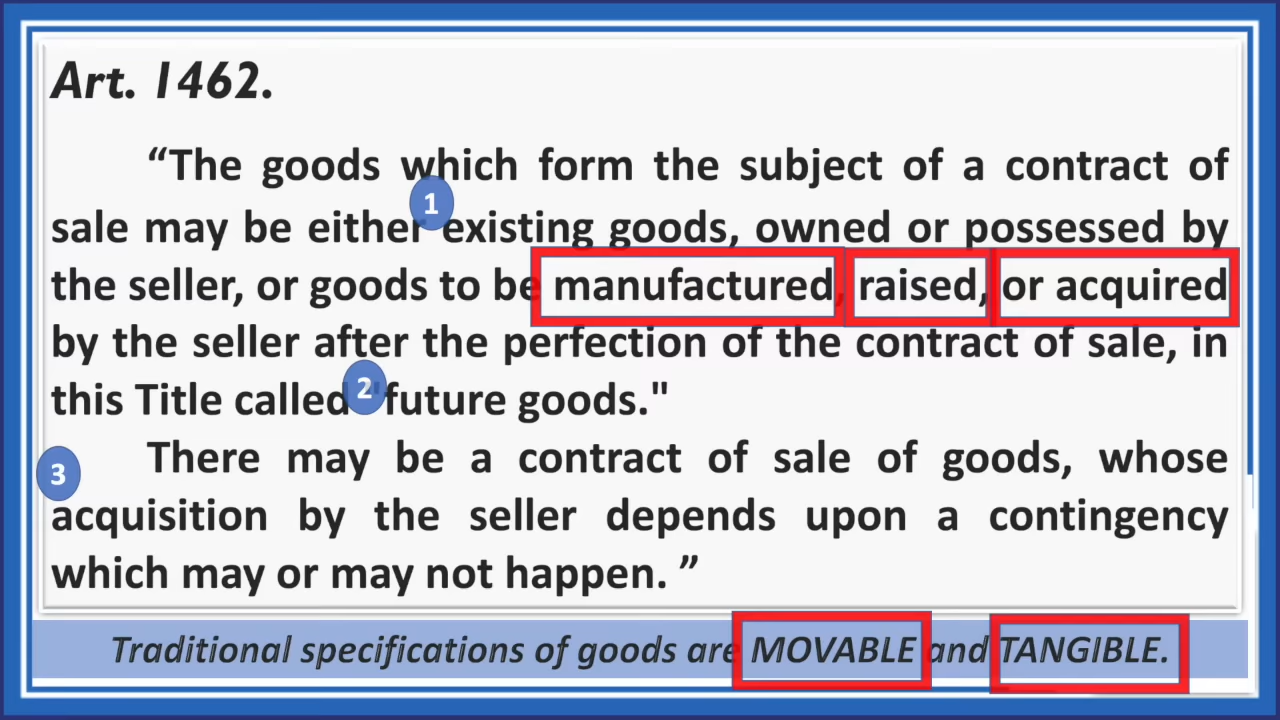 Art. 1462.
“The goods which form the subject of a contract of
1
sale may be either existing goods, owned or possessed by
the seller, or goods to be manufactured, raised, or acquired
by the seller after the perfection of the contract of sale, in
2
this Title called "future goods."
3
There may be a contract of sale of goods, whose
acquisition by the seller depends upon a contingency
which may or may not happen. ”
Traditional specifications of goods are MOVABLE and TANGIBLE.